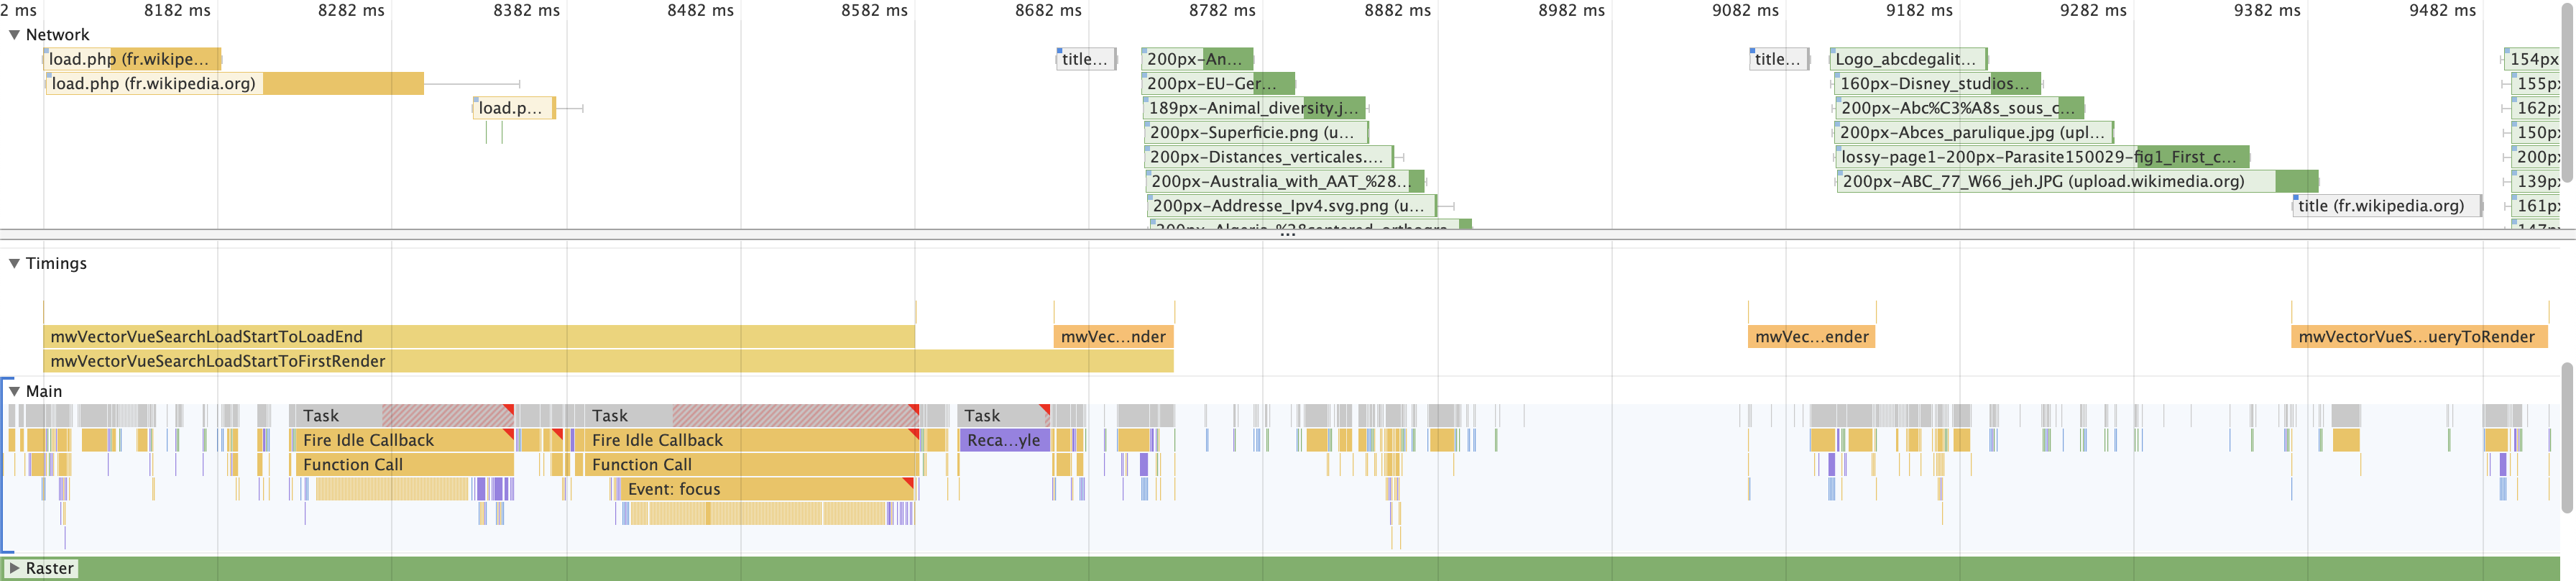 2 ms 8182 ms 8282 ms 8382 ms 8482 ms 8582 ms 8682 ms 8782 ms 8882 ms 8982 ms 9082 ms 9182 ms 9282 ms 9382 ms 9482 ms
Network
load.php (fr.wikipe... title... 200px-An... title... Logo_abcdegalit... 154px
load.php (fr.wikipedia.org) 200px-EU-Ger... 160px-Disney_studios... 155p
load.p... 189px-Animal_diversity.j... 200px-Abc%C3%A8s_sous_c... 162p
200px-Superficie.png (u... 200px-Abces_parulique.jpg (upl... 150p
200px-Distances_verticales.... lossy-page1-200px-Parasite150029-fig1_First_c... 200p
200px-Australia_with_AAT_%28... 200px-ABC_77_W66_jeh.JPG (upload.wikimedia.org) 139p
200px-Addresse_Ipv4.svg.png (u... title (fr.wikipedia.org) 161p
200px-Algeria_%28centered_orthogra
...
Timings
mwVectorVueSearchLoadStartToLoadEnd mwVec...nder mwVec...ender mwVectorVueS...ueryToRender
mwVectorVueSearchLoadStartToFirstRender
Main
Task Task Task
Fire Idle Callback Fire Idle Callback Reca...yle
Function Call Function Call
Event: focus
Raster